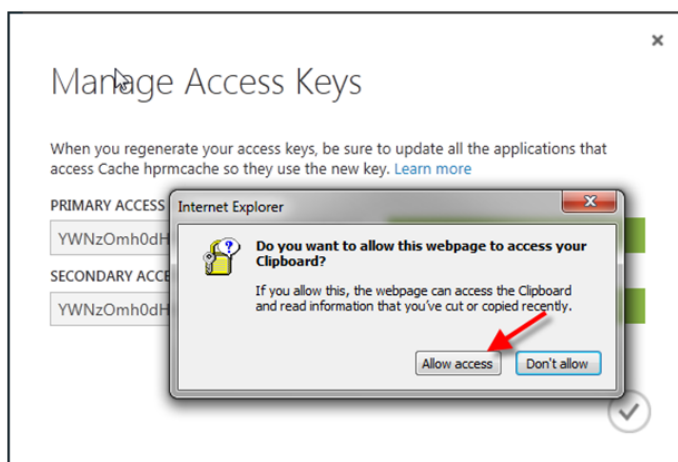 Manage Access Keys
When you regenerate your access keys, be sure to update all the applications that
access Cache hprmcache so they use the new key. Learn more
PRIMARY ACCESS
Internet Explorer
YWNzOmh0dH
Do you want to allow this webpage to access your
Clipboard?
SECONDARY ACCE
If you allow this, the webpage can access the Clipboard
and read information that you've cut or copied recently.
YWNzOmh0dH
Allow access Don't allow